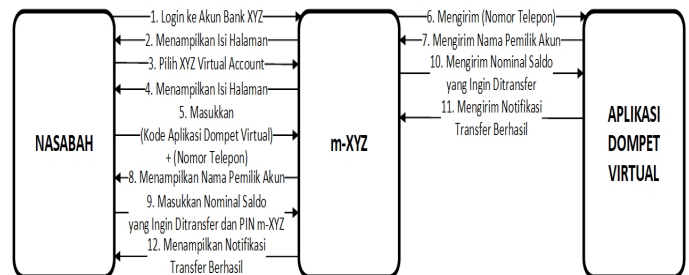 1. Login ke Akun Bank XYZ
2. Menampilkan Isi Halaman
3. Pilih XYZ Virtual Account
4. Menampilkan Isi Halaman
5. Masukkan
(Kode Aplikasi Dompet Virtual)
+ (Nomor Telepon)
8. Menampilkan Nama Pemilik Akun
9. Masukkan Nominal Saldo
yang Ingin Ditransfer dan PIN m-XYZ
12. Menampilkan Notifikasi
Transfer Berhasil
NASABAH
m-XYZ
6. Mengirim (Nomor Telepon)
7. Mengirim Nama Pemilik Akun
10. Mengirim Nominal Saldo
yang Ingin Ditransfer
11. Mengirim Notifikasi
Transfer Berhasil
APLIKASI
DOMPET
VIRTUAL